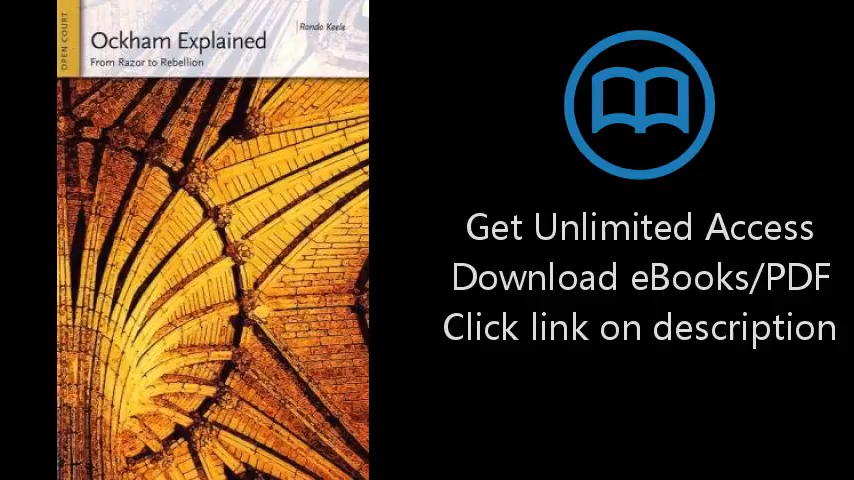 OPEN COURT
Rondo Keele
Ockham Explained
From Razor to Rebellion
Get Unlimited Access
Download eBooks/PDF
Click link on description